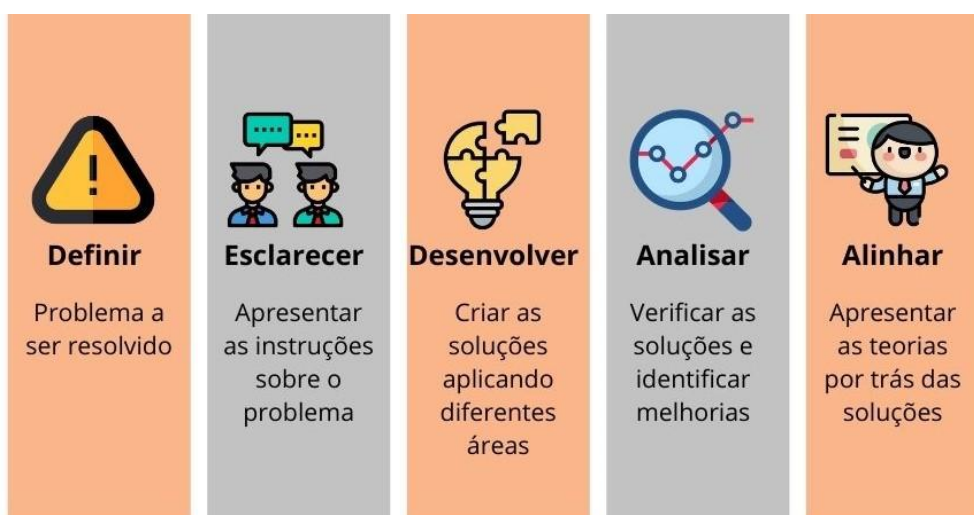 Definir
Problema a
ser resolvido
Esclarecer
Apresentar
as instruções
sobre o
problema
Desenvolver
Criar as
soluções
aplicando
diferentes
áreas
Analisar
Verificar as
soluções e
identificar
melhorias
Alinhar
Apresentar
as teorias
por trás das
soluções